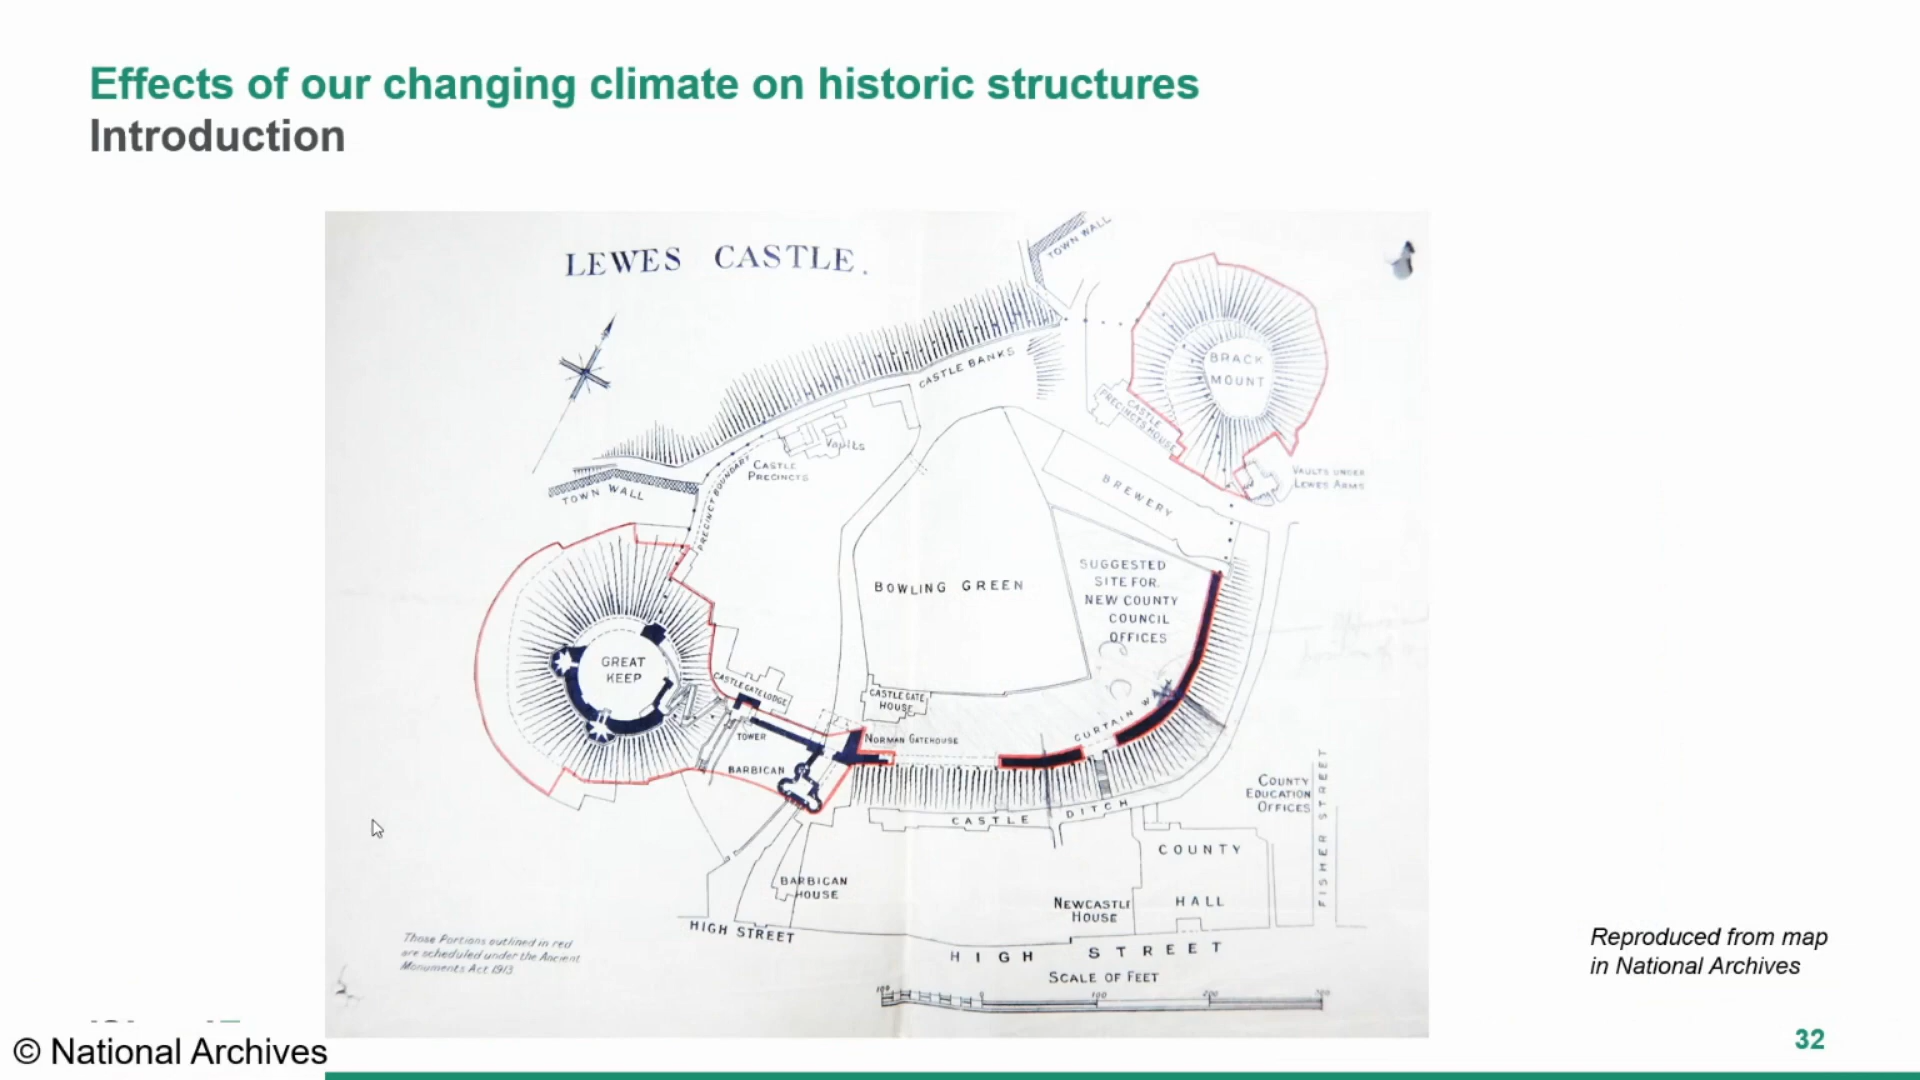 Effects of our changing climate on historic structures
Introduction
LEWES CASTLE.
TOWN WALL
BRACK
MOUNT
CASTLE BANKS
CASTLE
PRECINCTS HOUSE
Vaults
CASTLE
PRECINCTS
PRECINCT BOUNDARY
TOWN WALL
VAULTS UNDER
LEWES ARMS
BREWERY
SUGGESTED
SITE FOR
NEW COUNTY
COUNCIL
OFFICES
BOWLING GREEN
GREAT
KEEP
CASTLE GATE LODGE
CASTLE GATE
HOUSE
CURTAIN
TOWER
NORMAN GATEHOUSE
BARBICAN
CASTLE DITCH
COUNTY
EDUCATION
OFFICES
FISHER STREET
COUNTY
HALL
BARBICAN
HOUSE
NEWCASTLE
HOUSE
HIGH STREET
HIGH STREET
Those Portions outlined in red
are scheduled under the Ancient
Monuments Act 1913
SCALE OF FEET
100 0 100 200 300
Reproduced from map
in National Archives
32
© National Archives